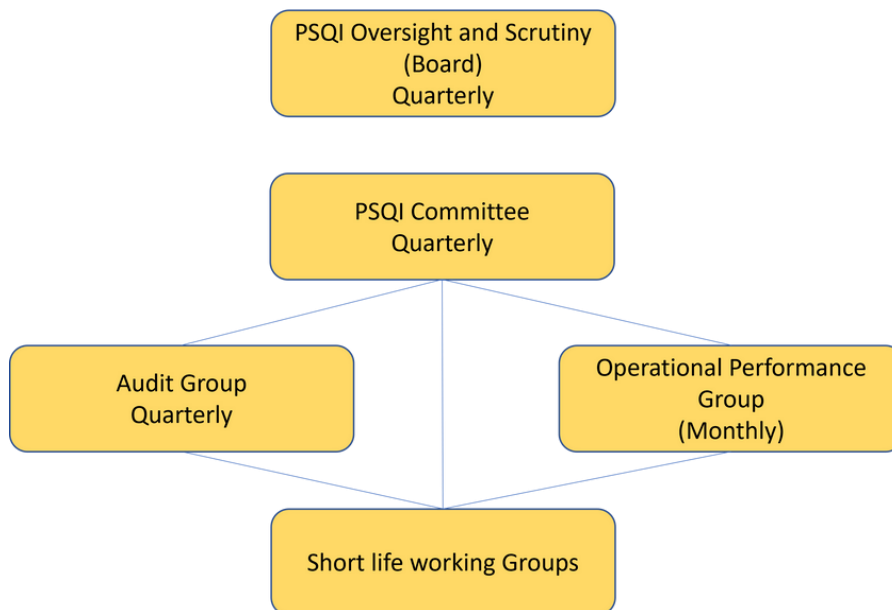 PSQI Oversight and Scrutiny
(Board)
Quarterly
PSQI Committee
Quarterly
Audit Group
Quarterly
Operational Performance
Group
(Monthly)
Short life working Groups